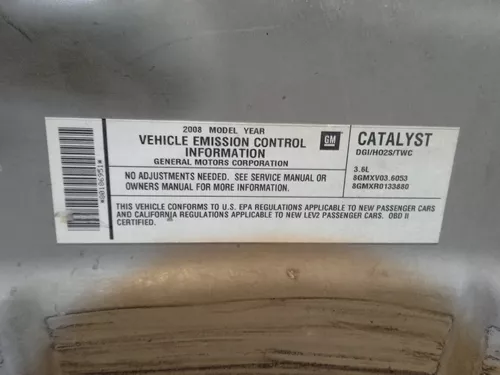 2008 MODEL YEAR
VEHICLE EMISSION CONTROL
INFORMATION
GENERAL MOTORS CORPORATION
GM
NO ADJUSTMENTS NEEDED. SEE SERVICE MANUAL OR
OWNERS MANUAL FOR MORE INFORMATION.
CATALYST
DGI/HO2S/TWC
3.6L
8GMXV03.6053
8GMXR0133880
THIS VEHICLE CONFORMS TO U.S. EPA REGULATIONS APPLICABLE TO NEW PASSENGER CARS
AND CALIFORNIA REGULATIONS APPLICABLE TO NEW LEV2 PASSENGER CARS. OBD II
CERTIFIED.